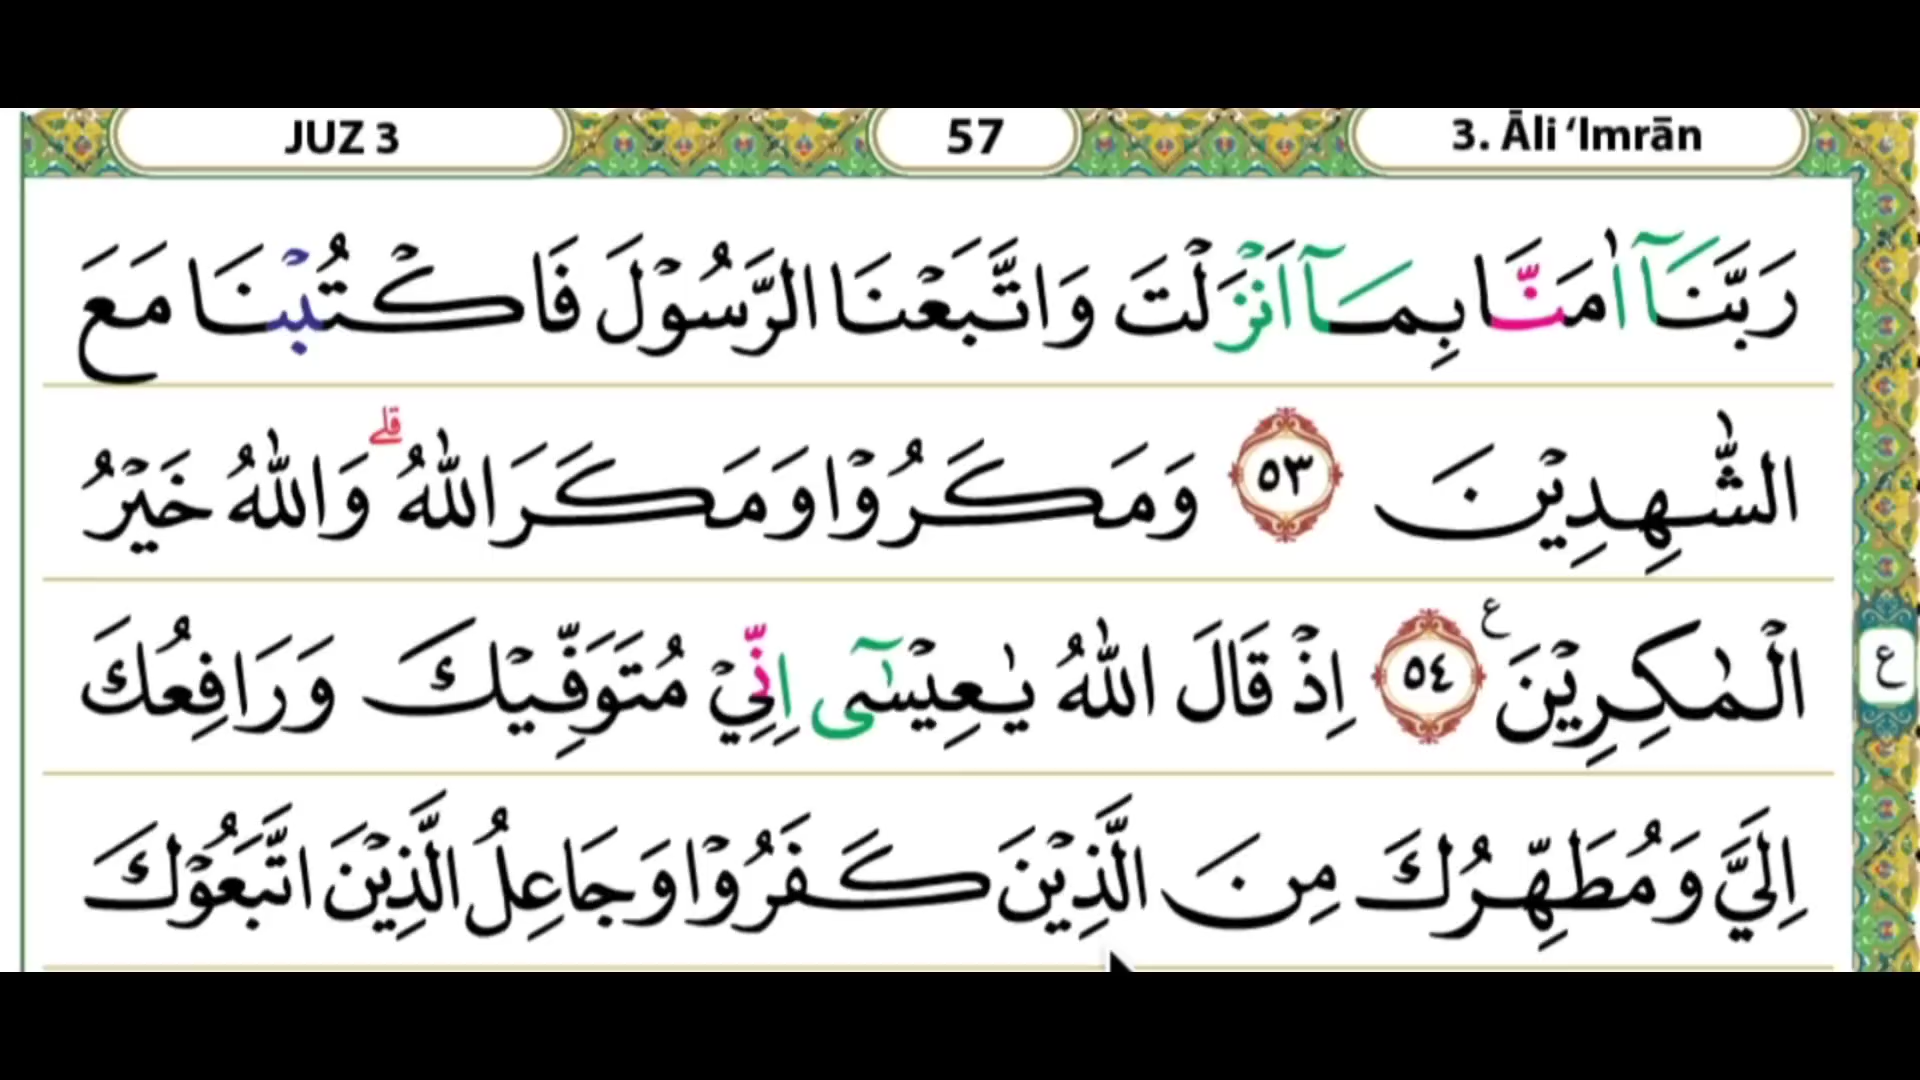 JUZ 3 57 3. Āli ‘Imrān
رَبَّنَآ اٰمَنَّا بِمَآ اَنْزَلْتَ وَاتَّبَعْنَا الرَّسُوْلَ فَاكْتُبْنَا مَعَ
الشّٰهِدِيْنَ ٥٣ وَمَكَرُوْا وَمَكَرَ اللّٰهُ ۗ وَاللّٰهُ خَيْرُ
الْمٰكِرِيْنَ ع ٥٤ اِذْ قَالَ اللّٰهُ يٰعِيْسٰٓى اِنِّيْ مُتَوَفِّيْكَ وَرَافِعُكَ
ع
اِلَيَّ وَمُطَهِّرُكَ مِنَ الَّذِيْنَ كَفَرُوْا وَجَاعِلُ الَّذِيْنَ اتَّبَعُوْكَ